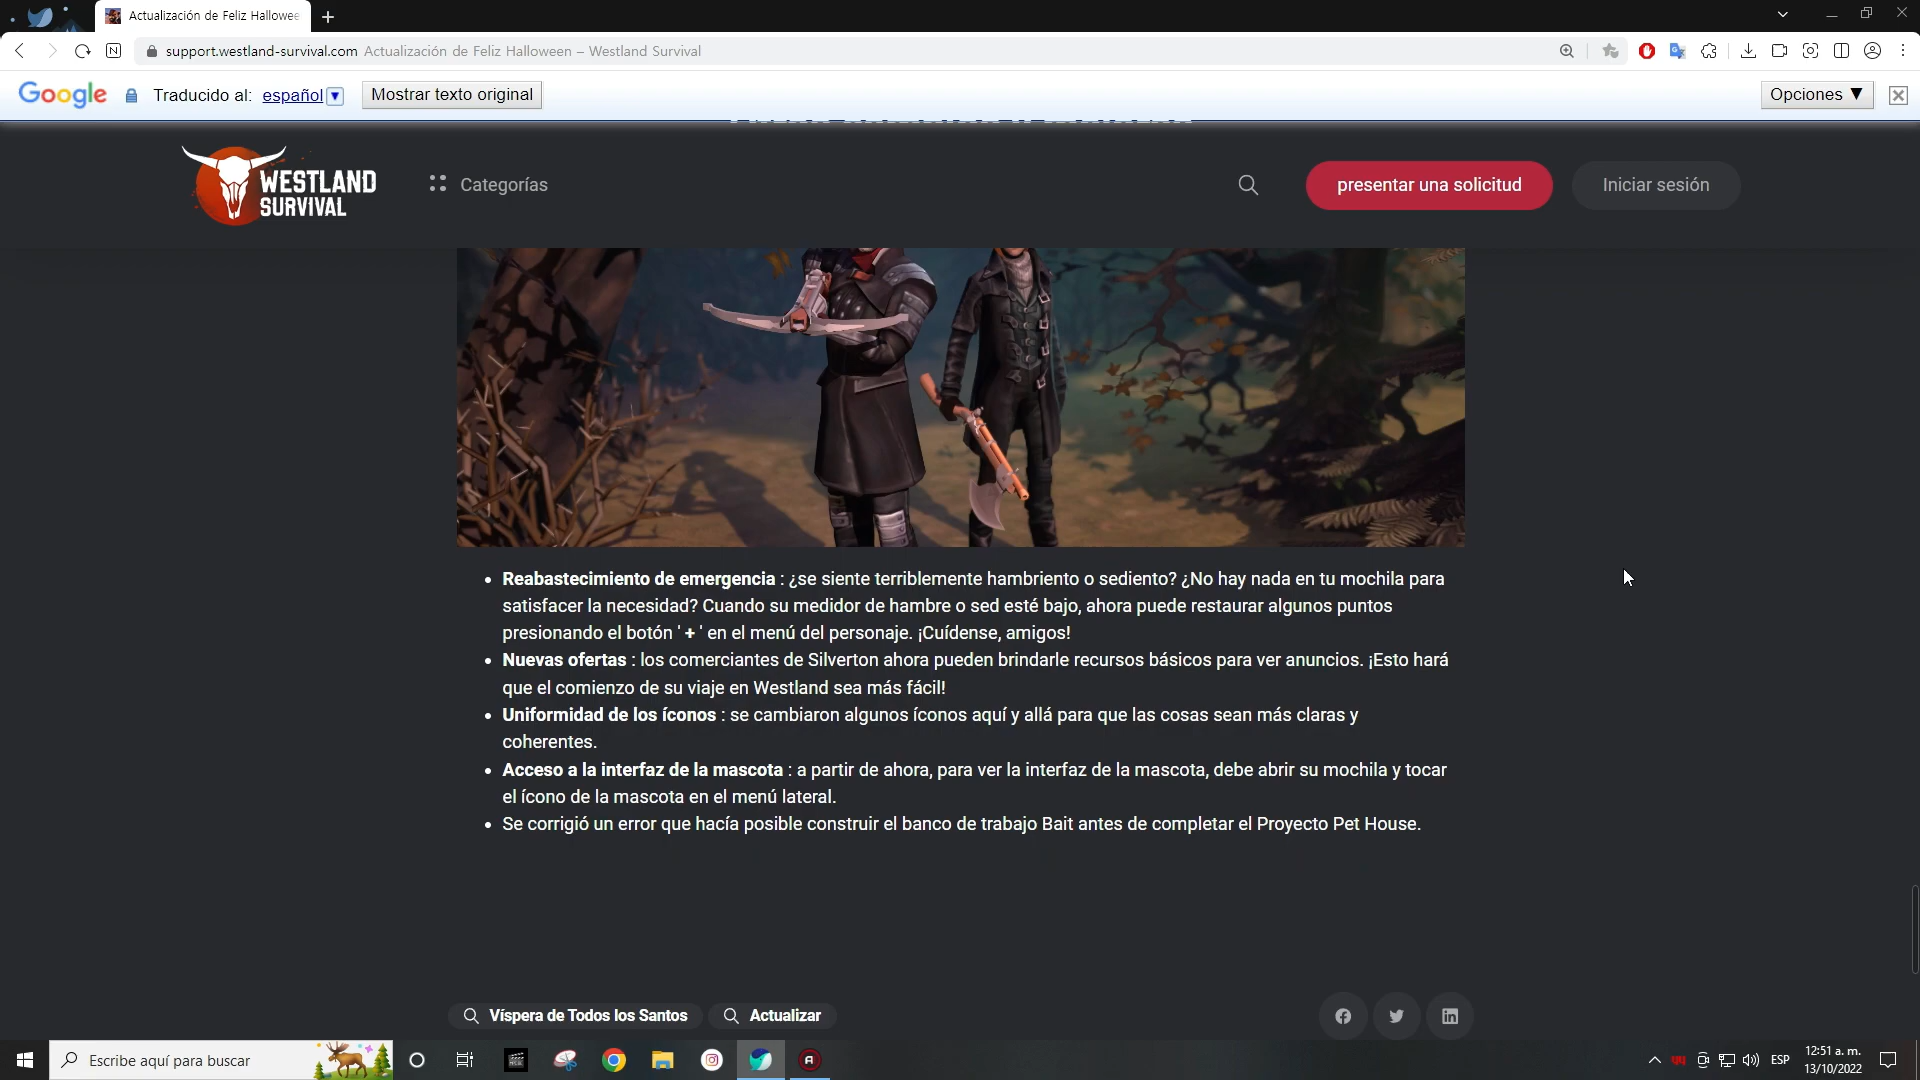 Actualización de Feliz Hallowee
support.westland-survival.com Actualización de Feliz Halloween – Westland Survival
Google Traducido al: español Mostrar texto original Opciones ▼
WESTLAND
SURVIVAL
Categorías
presentar una solicitud
Iniciar sesión
• Reabastecimiento de emergencia : ¿se siente terriblemente hambriento o sediento? ¿No hay nada en tu mochila para
satisfacer la necesidad? Cuando su medidor de hambre o sed esté bajo, ahora puede restaurar algunos puntos
presionando el botón ' + ' en el menú del personaje. ¡Cuídense, amigos!
• Nuevas ofertas : los comerciantes de Silverton ahora pueden brindarle recursos básicos para ver anuncios. ¡Esto hará
que el comienzo de su viaje en Westland sea más fácil!
• Uniformidad de los íconos : se cambiaron algunos íconos aquí y allá para que las cosas sean más claras y
coherentes.
• Acceso a la interfaz de la mascota : a partir de ahora, para ver la interfaz de la mascota, debe abrir su mochila y tocar
el ícono de la mascota en el menú lateral.
• Se corrigió un error que hacía posible construir el banco de trabajo Bait antes de completar el Proyecto Pet House.
Víspera de Todos los Santos
Actualizar
Escribe aquí para buscar
ESP
12:51 a. m.
13/10/2022